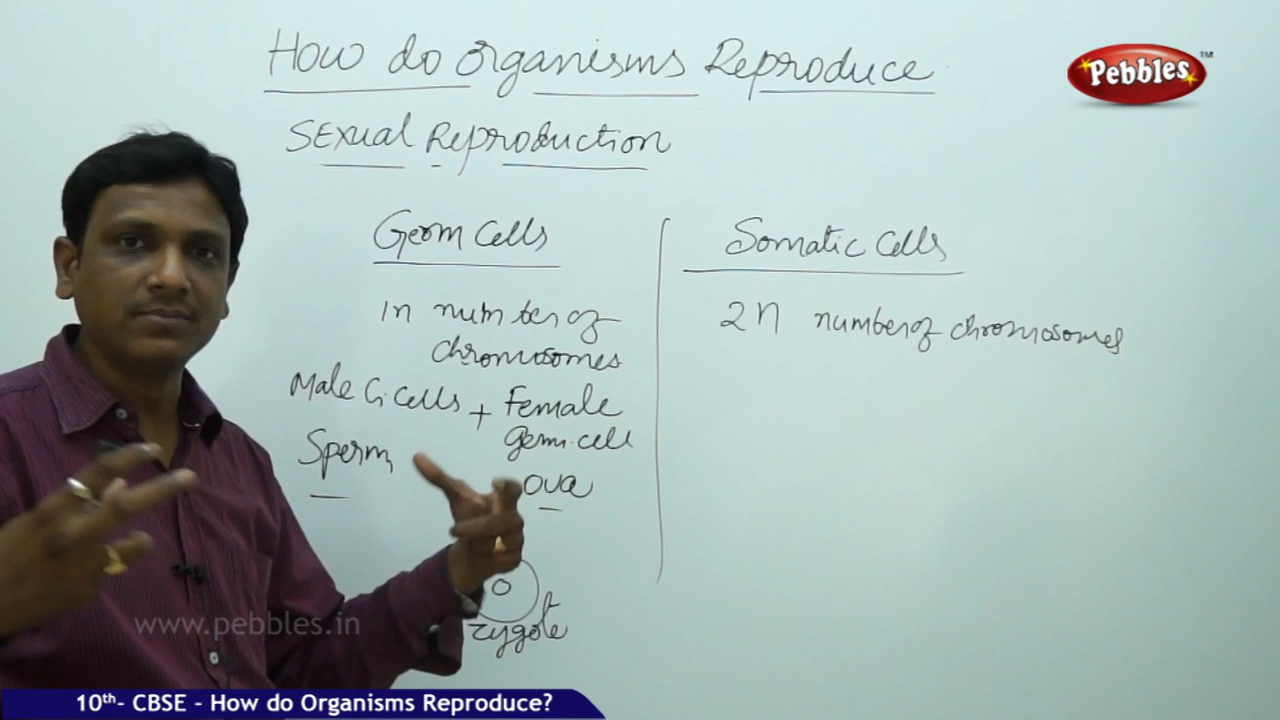 How do organisms Reproduce
Pebbles™
SExual Reproduction
Germ Cells
Somatic Cells
1n number of
chromosomes
2n number of chromosomes
Male G.cells + Female
germ.cell
Sperm
ova
zygote
www.pebbles.in
10th- CBSE - How do Organisms Reproduce?